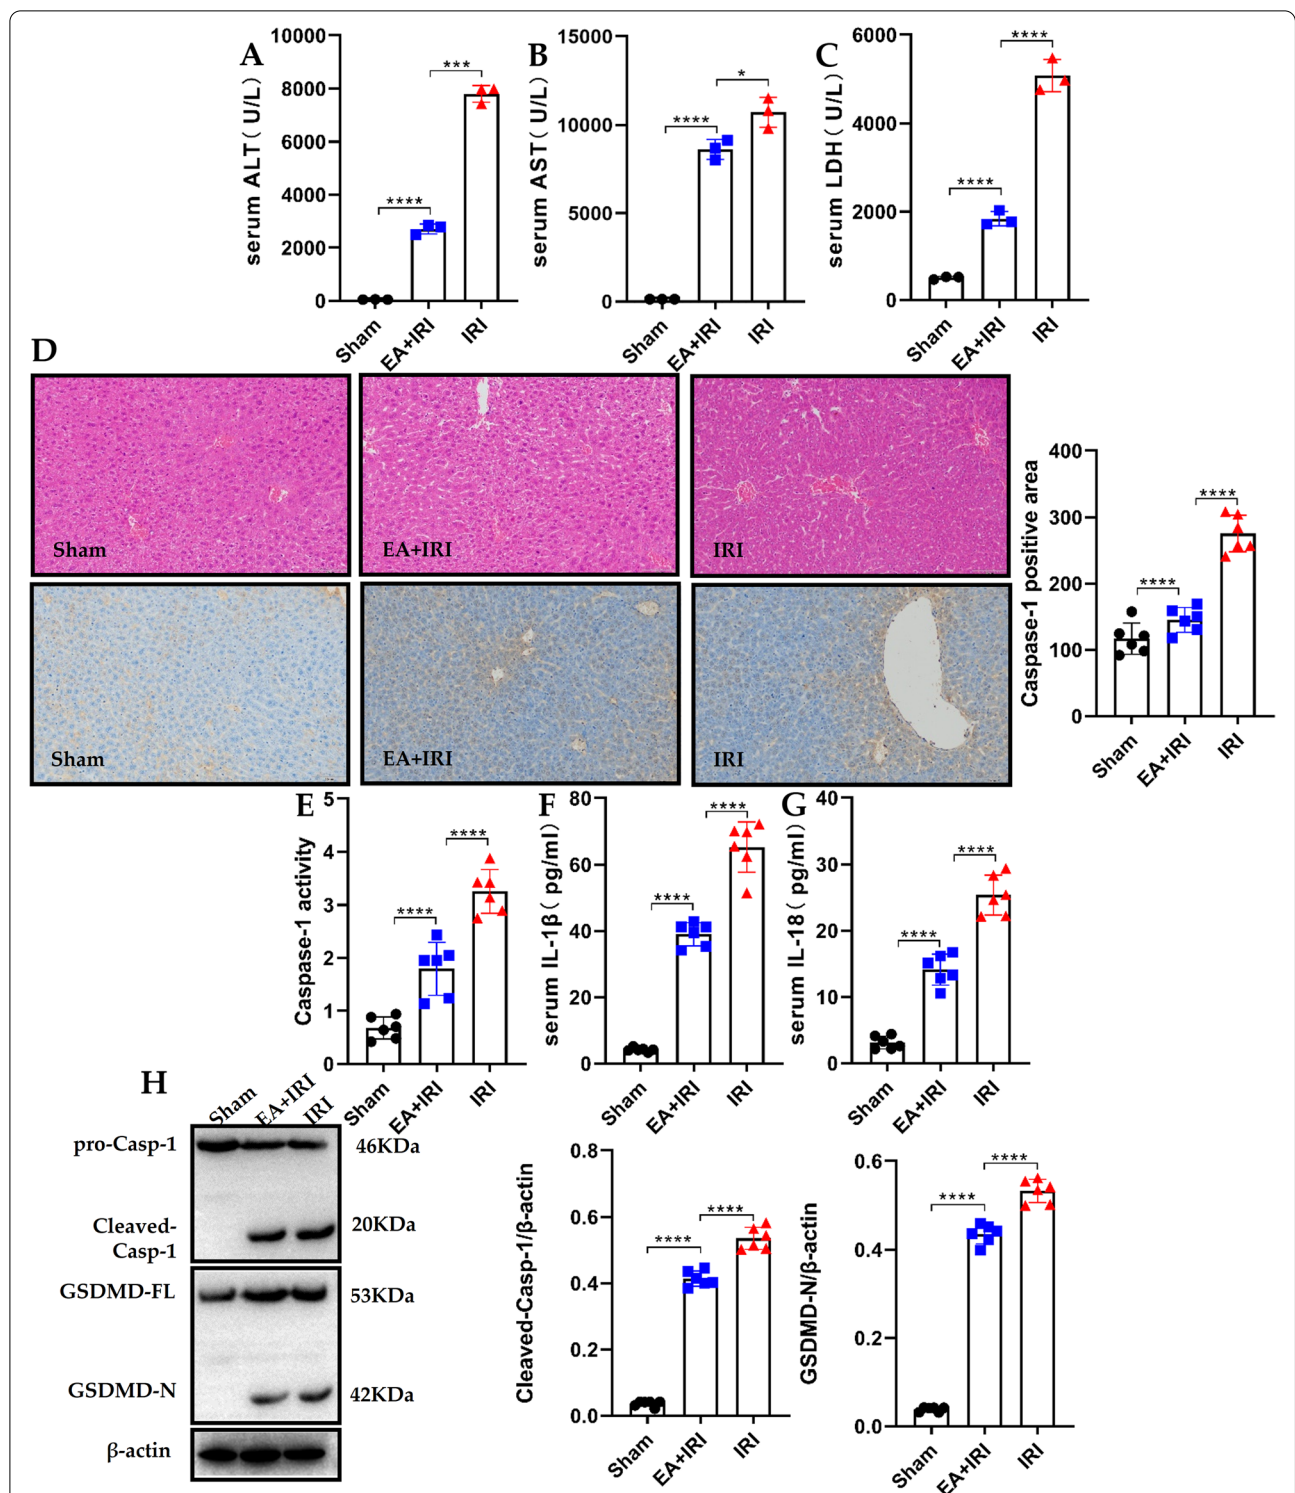 A
serum ALT( U/L)
10000
8000
6000
4000
2000
0
***
****
Sham
EA+IRI
IRI
B
serum AST( U/L)
15000
10000
5000
0
*
****
Sham
EA+IRI
IRI
C
serum LDH( U/L)
6000
4000
2000
0
****
****
Sham
EA+IRI
IRI
D
Sham
EA+IRI
IRI
Sham
EA+IRI
IRI
Caspase-1 positive area
400
300
200
100
0
****
****
Sham
EA+IRI
IRI
E
Caspase-1 activity
5
4
3
2
1
0
****
****
Sham
EA+IRI
IRI
F
serum IL-1β( pg/ml)
80
60
40
20
0
****
****
Sham
EA+IRI
IRI
G
serum IL-18( pg/ml)
40
30
20
10
0
****
****
Sham
EA+IRI
IRI
H
Sham
EA+IRI
IRI
pro-Casp-1
46KDa
Cleaved-
Casp-1
20KDa
GSDMD-FL
53KDa
GSDMD-N
42KDa
β-actin
Cleaved-Casp-1/β-actin
0.8
0.6
0.4
0.2
0.0
****
****
Sham
EA+IRI
IRI
GSDMD-N/β-actin
0.6
0.4
0.2
0.0
****
****
Sham
EA+IRI
IRI